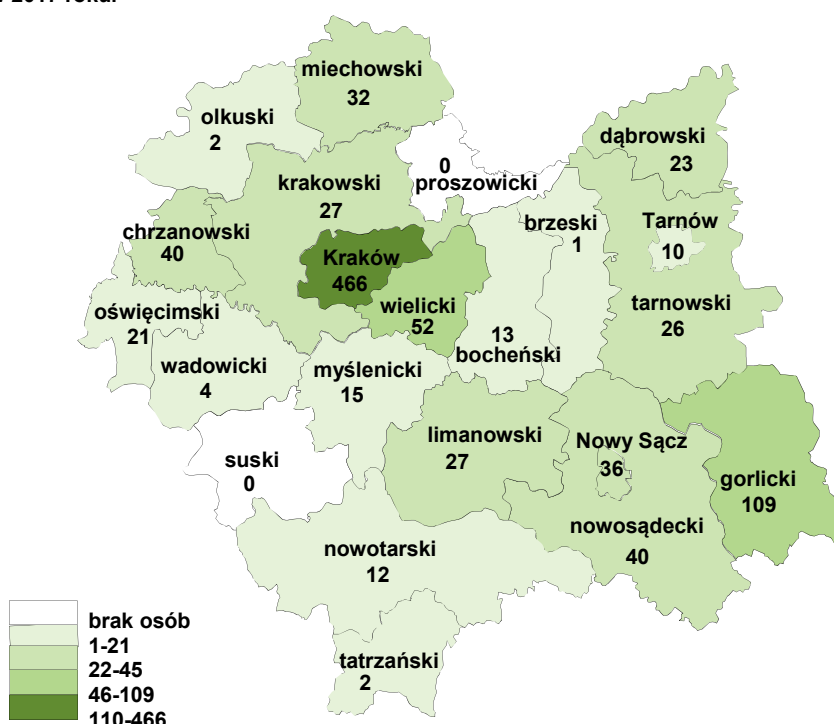 miechowski
32
olkuski
2
dąbrowski
23
0
proszowicki
krakowski
27
brzeski
1
Tarnów
10
chrzanowski
40
Kraków
466
wielicki
52
tarnowski
26
oświęcimski
21
13
bocheński
wadowicki
4
myślenicki
15
limanowski
27
Nowy Sącz
36
suski
0
gorlicki
109
nowosądecki
40
nowotarski
12
tatrzański
2
brak osób
1-21
22-45
46-109
110-466